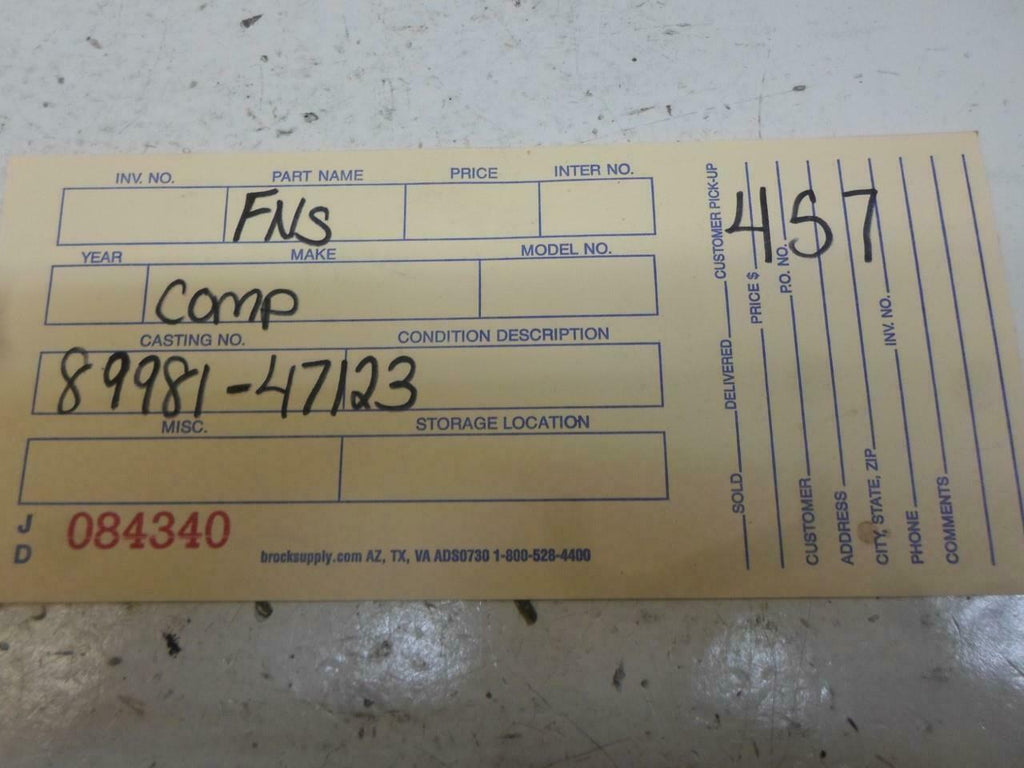 INV. NO. PART NAME PRICE INTER NO.
FNS
YEAR MAKE MODEL NO.
COMP
CASTING NO. CONDITION DESCRIPTION
89981-47123
MISC. STORAGE LOCATION
J D 084340
brocksupply.com AZ, TX, VA ADS0730 1-800-528-4400
457
SOLD DELIVERED CUSTOMER PICK-UP
PRICE $
P.O. NO.
CUSTOMER
ADDRESS INV. NO.
CITY, STATE, ZIP
PHONE
COMMENTS